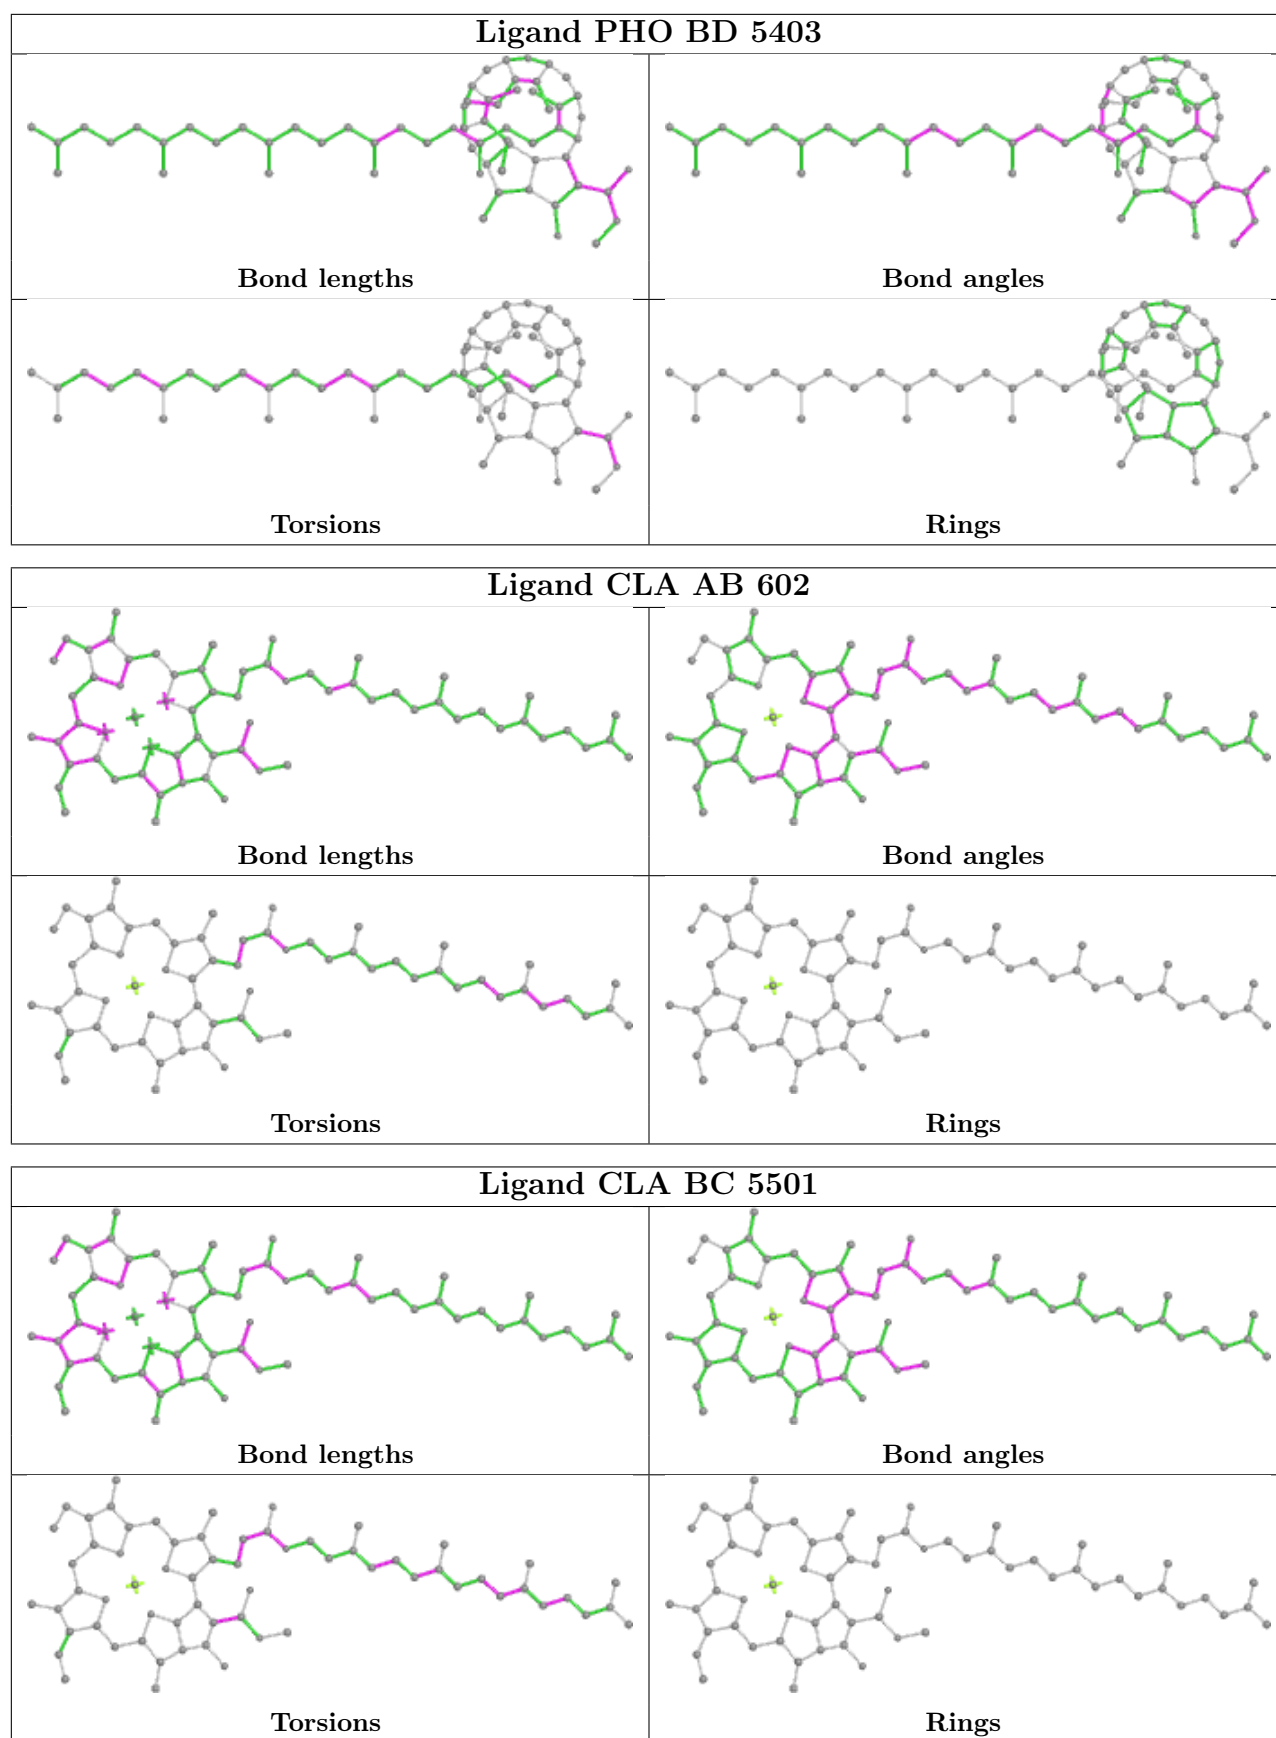 Ligand PHO BD 5403
Bond lengths
Bond angles
Torsions
Rings
Ligand CLA AB 602
Bond lengths
Bond angles
Torsions
Rings
Ligand CLA BC 5501
Bond lengths
Bond angles
Torsions
Rings